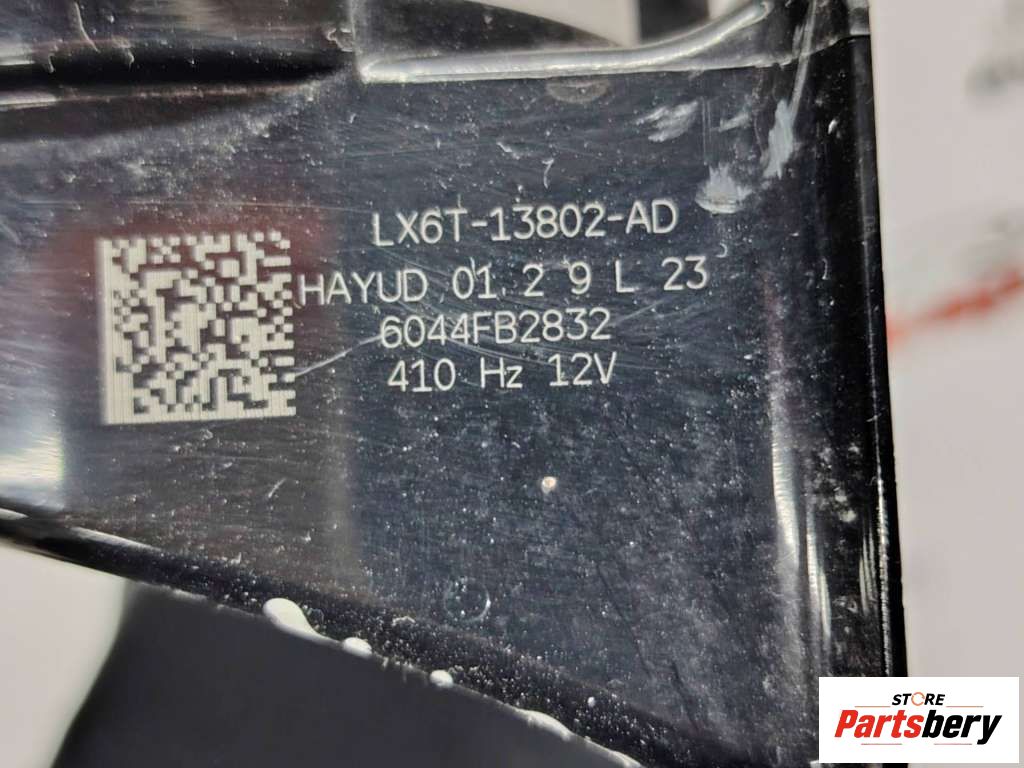 LX6T-13802-AD
HAYUD 01 2 9 L 23
6044FB2832
410 Hz 12V
STORE
Partsbery